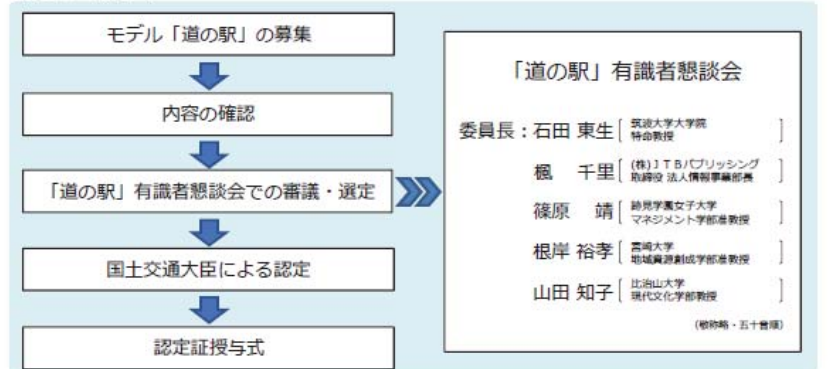 モデル「道の駅」の募集
内容の確認
「道の駅」有識者懇談会での審議・選定
国土交通大臣による認定
認定証授与式
「道の駅」有識者懇談会
委員長：石田 東生[筑波大学大学院
特命教授]
楓 千里[(株)JTBパブリッシング
取締役 法人情報事業部長]
篠原 靖[跡見学園女子大学
マネジメント学部准教授]
根岸 裕孝[宮崎大学
地域資源創成学部准教授]
山田 知子[比治山大学
現代文化学部教授]
(敬称略・五十音順)